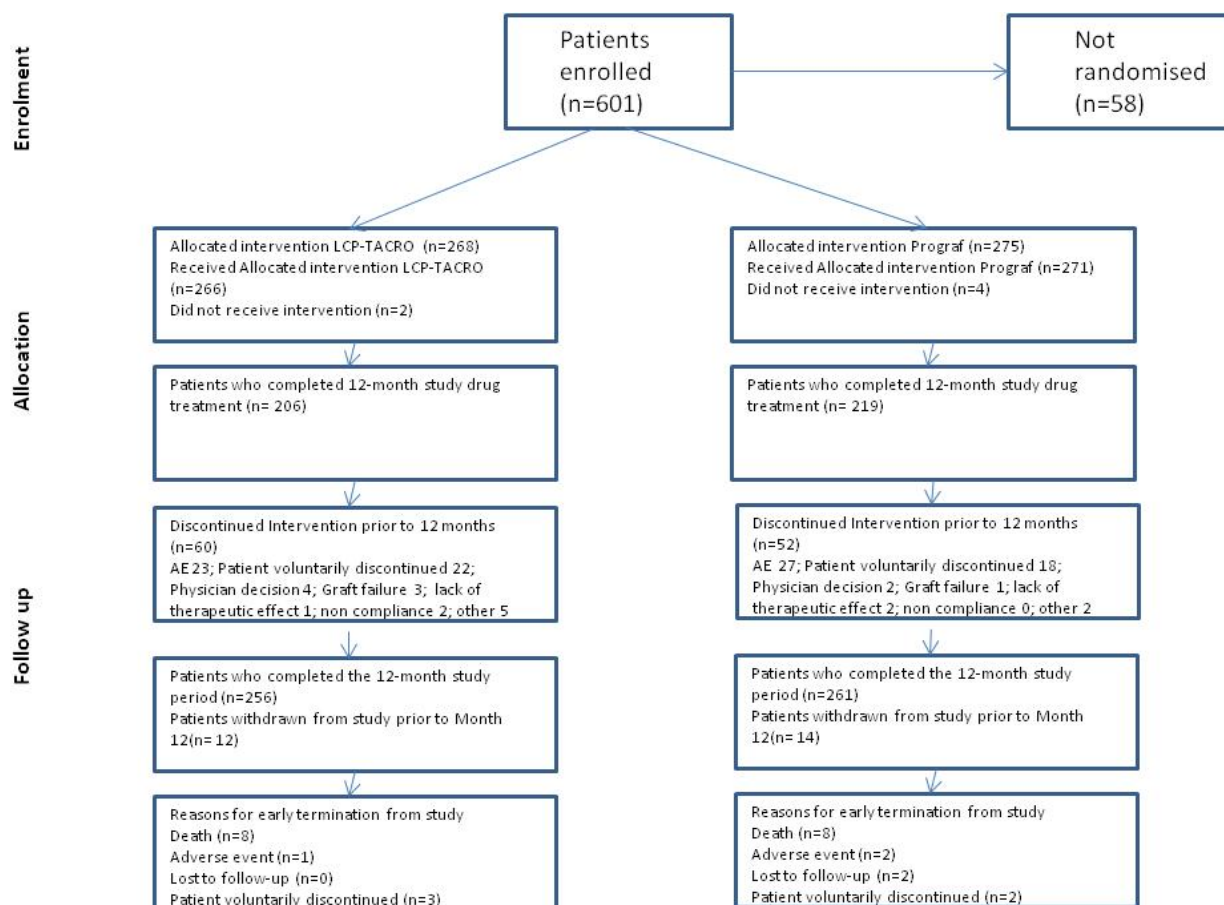 Enrolment
Patients
enrolled
(n=601)
Not
randomised
(n=58)
Allocation
Allocated intervention LCP-TACRO (n=268)
Received Allocated intervention LCP-TACRO
(n=266)
Did not receive intervention (n=2)
Allocated intervention Prograf (n=275)
Received Allocated intervention Prograf (n=271)
Did not receive intervention (n=4)
Patients who completed 12-month study drug
treatment (n= 206)
Patients who completed 12-month study drug
treatment (n= 219)
Follow up
Discontinued Intervention prior to 12 months
(n=60)
AE 23; Patient voluntarily discontinued 22;
Physician decision 4; Graft failure 3; lack of
therapeutic effect 1; non compliance 2; other 5
Discontinued Intervention prior to 12 months
(n=52)
AE 27; Patient voluntarily discontinued 18;
Physician decision 2; Graft failure 1; lack of
therapeutic effect 2; non compliance 0; other 2
Patients who completed the 12-month study
period (n=256)
Patients withdrawn from study prior to Month
12(n= 12)
Patients who completed the 12-month study
period (n=261)
Patients withdrawn from study prior to Month
12(n= 14)
Reasons for early termination from study
Death (n=8)
Adverse event (n=1)
Lost to follow-up (n=0)
Patient voluntarily discontinued (n=3)
Reasons for early termination from study
Death (n=8)
Adverse event (n=2)
Lost to follow-up (n=2)
Patient voluntarily discontinued (n=2)